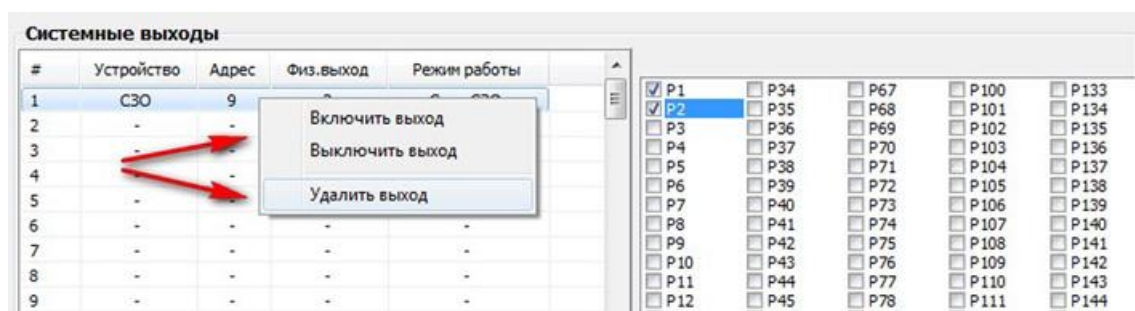 Системные выходы
# Устройство Адрес Физ.выход Режим работы
1 СЗО 9
2 - -
3 - -
4 - -
5 - -
6 - - - -
7 - - - -
8 - - - -
9 - - - -
Включить выход
Выключить выход
Удалить выход
P1 P34 P67 P100 P133
P2 P35 P68 P101 P134
P3 P36 P69 P102 P135
P4 P37 P70 P103 P136
P5 P38 P71 P104 P137
P6 P39 P72 P105 P138
P7 P40 P73 P106 P139
P8 P41 P74 P107 P140
P9 P42 P75 P108 P141
P10 P43 P76 P109 P142
P11 P44 P77 P110 P143
P12 P45 P78 P111 P144